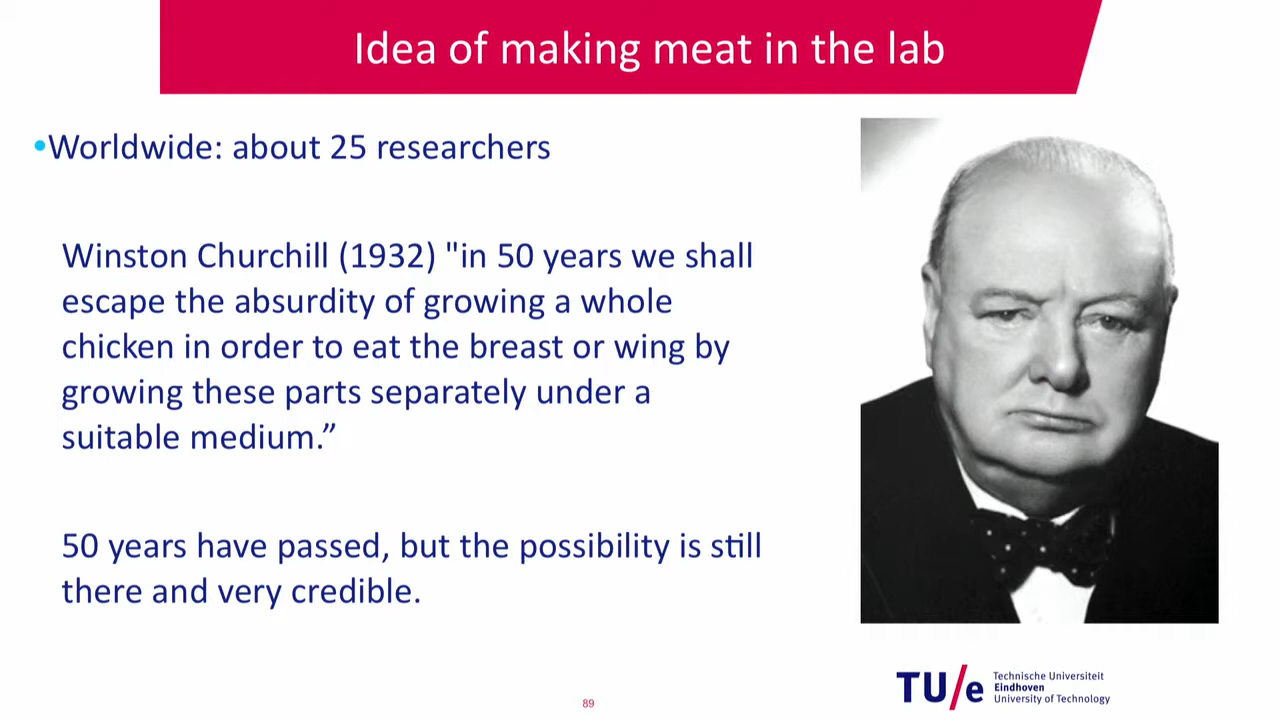 Idea of making meat in the lab
•Worldwide: about 25 researchers
Winston Churchill (1932) "in 50 years we shall
escape the absurdity of growing a whole
chicken in order to eat the breast or wing by
growing these parts separately under a
suitable medium.”
50 years have passed, but the possibility is still
there and very credible.
89
TU/e
Technische Universiteit
Eindhoven
University of Technology